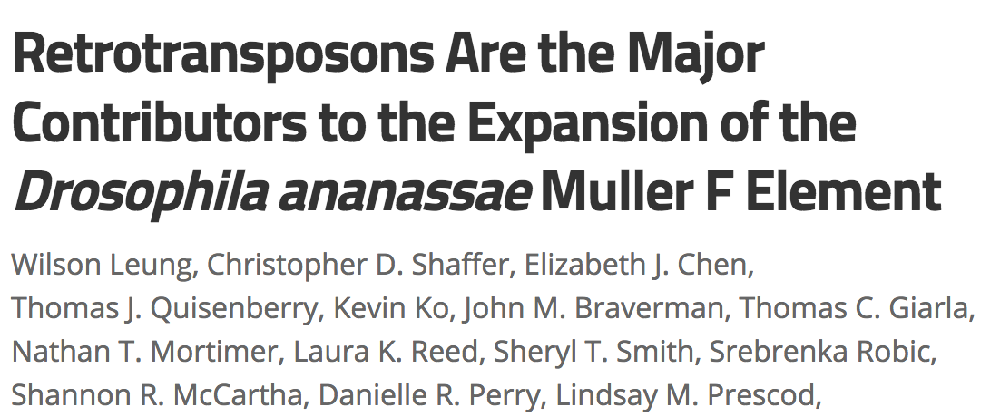 Retrotransposons Are the Major
Contributors to the Expansion of the
Drosophila ananassae Muller F Element
Wilson Leung, Christopher D. Shaffer, Elizabeth J. Chen,
Thomas J. Quisenberry, Kevin Ko, John M. Braverman, Thomas C. Giarla,
Nathan T. Mortimer, Laura K. Reed, Sheryl T. Smith, Srebrenka Robic,
Shannon R. McCartha, Danielle R. Perry, Lindsay M. Prescod,